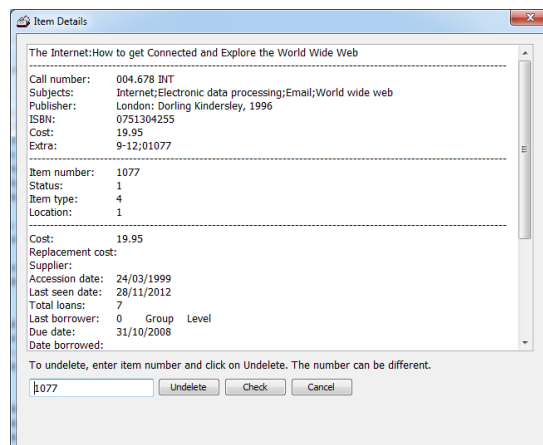 Item Details
The Internet:How to get Connected and Explore the World Wide Web
Call number: 004.678 INT
Subjects: Internet;Electronic data processing;Email;World wide web
Publisher: London: Dorling Kindersley, 1996
ISBN: 0751304255
Cost: 19.95
Extra: 9-12;01077
Item number: 1077
Status: 1
Item type: 4
Location: 1
Cost: 19.95
Replacement cost:
Supplier:
Accession date: 24/03/1999
Last seen date: 28/11/2012
Total loans: 7
Last borrower: 0 Group Level
Due date: 31/10/2008
Date borrowed:
To undelete, enter item number and click on Undelete. The number can be different.
1077 Undelete Check Cancel